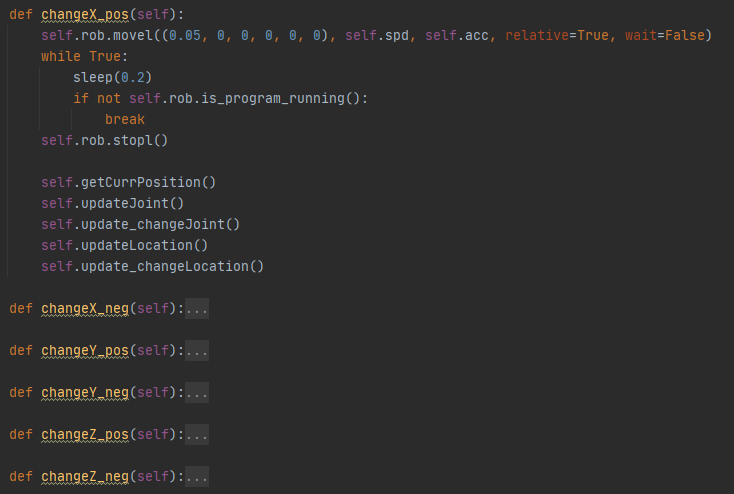 def changeX_pos(self):
    self.rob.movel((0.05, 0, 0, 0, 0, 0), self.spd, self.acc, relative=True, wait=False)
    while True:
        sleep(0.2)
        if not self.rob.is_program_running():
            break
    self.rob.stopl()
    self.getCurrPosition()
    self.updateJoint()
    self.update_changeJoint()
    self.updateLocation()
    self.update_changeLocation()
def changeX_neg(self):...
def changeY_pos(self):...
def changeY_neg(self):...
def changeZ_pos(self):...
def changeZ_neg(self):...